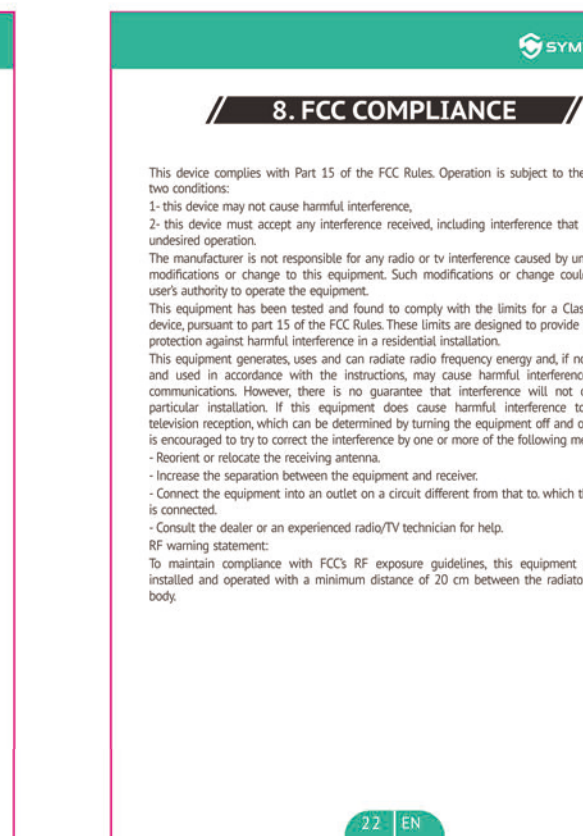 SYM
8. FCC COMPLIANCE
This device complies with Part 15 of the FCC Rules. Operation is subject to the
two conditions:
1- this device may not cause harmful interference,
2- this device must accept any interference received, including interference that
undesired operation.
The manufacturer is not responsible for any radio or tv interference caused by un
modifications or change to this equipment. Such modifications or change coul
user's authority to operate the equipment.
This equipment has been tested and found to comply with the limits for a Clas
device, pursuant to part 15 of the FCC Rules. These limits are designed to provide
protection against harmful interference in a residential installation.
This equipment generates, uses and can radiate radio frequency energy and, if no
and used in accordance with the instructions, may cause harmful interferenc
communications. However, there is no guarantee that interference will not o
particular installation. If this equipment does cause harmful interference to
television reception, which can be determined by turning the equipment off and o
is encouraged to try to correct the interference by one or more of the following me
- Reorient or relocate the receiving antenna.
- Increase the separation between the equipment and receiver.
- Connect the equipment into an outlet on a circuit different from that to. which th
is connected.
- Consult the dealer or an experienced radio/TV technician for help.
RF warning statement:
To maintain compliance with FCC's RF exposure guidelines, this equipment
installed and operated with a minimum distance of 20 cm between the radiato
body.
22 EN